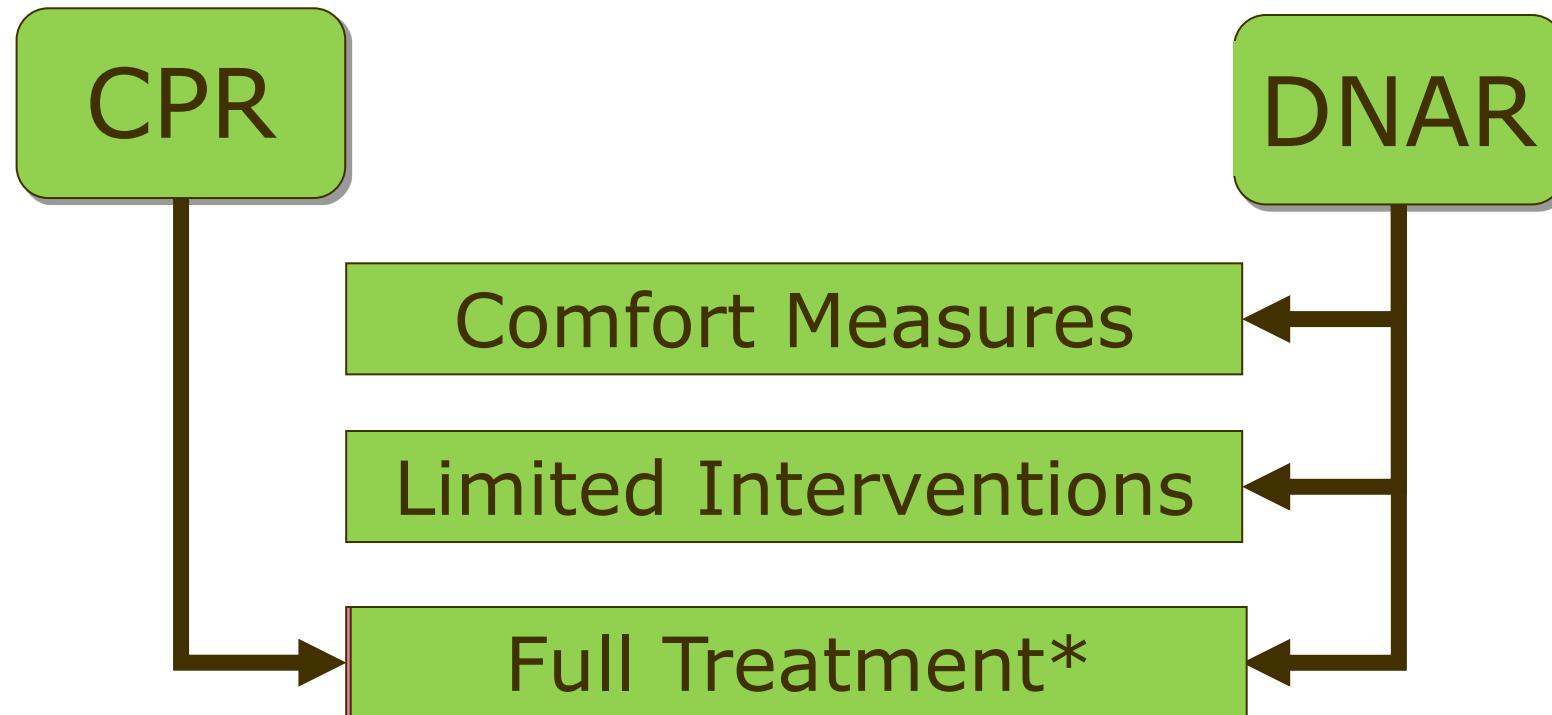 CPR
DNAR
Comfort Measures
Limited Interventions
Full Treatment*